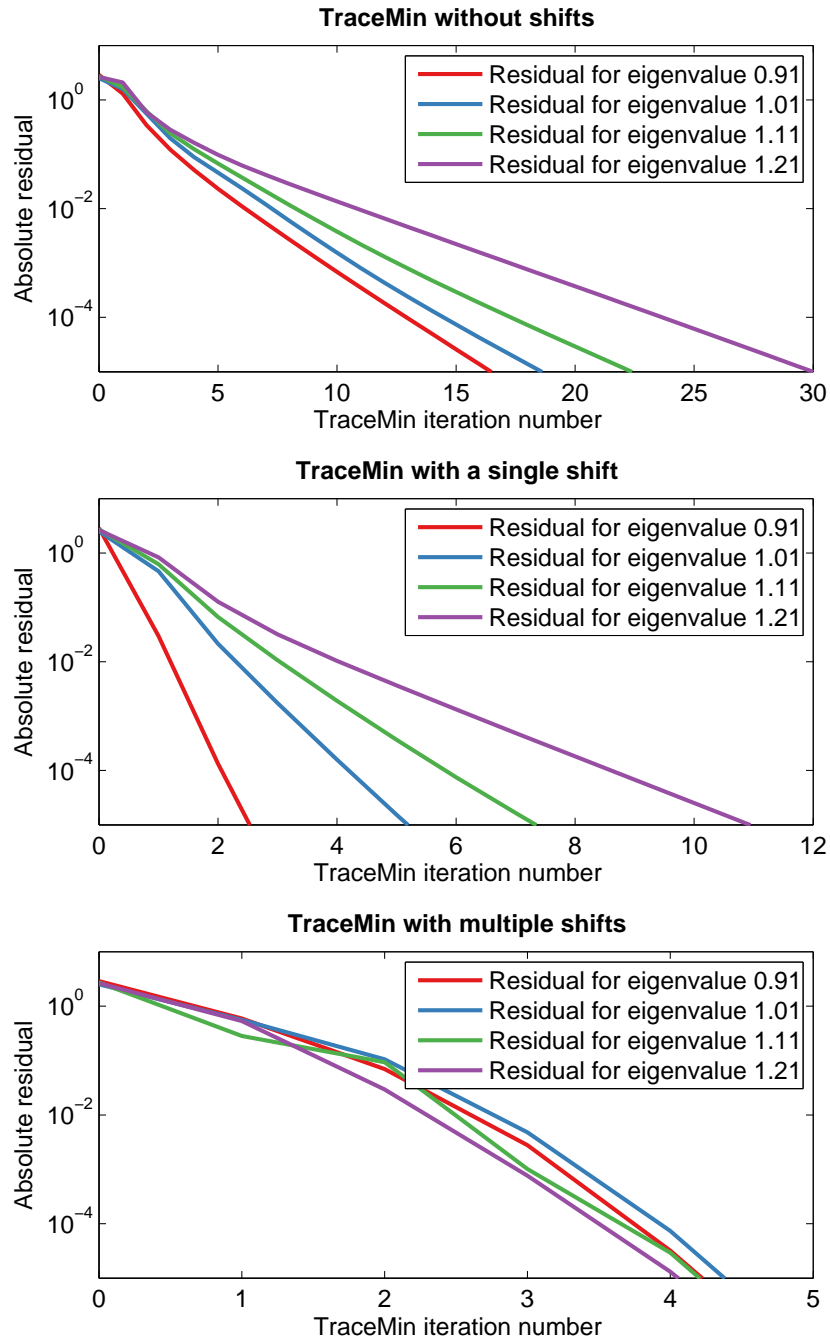 TraceMin without shifts
Absolute residual
10^0
10^-2
10^-4
Residual for eigenvalue 0.91
Residual for eigenvalue 1.01
Residual for eigenvalue 1.11
Residual for eigenvalue 1.21
0 5 10 15 20 25 30
TraceMin iteration number
TraceMin with a single shift
Absolute residual
10^0
10^-2
10^-4
Residual for eigenvalue 0.91
Residual for eigenvalue 1.01
Residual for eigenvalue 1.11
Residual for eigenvalue 1.21
0 2 4 6 8 10 12
TraceMin iteration number
TraceMin with multiple shifts
Absolute residual
10^0
10^-2
10^-4
Residual for eigenvalue 0.91
Residual for eigenvalue 1.01
Residual for eigenvalue 1.11
Residual for eigenvalue 1.21
0 1 2 3 4 5
TraceMin iteration number